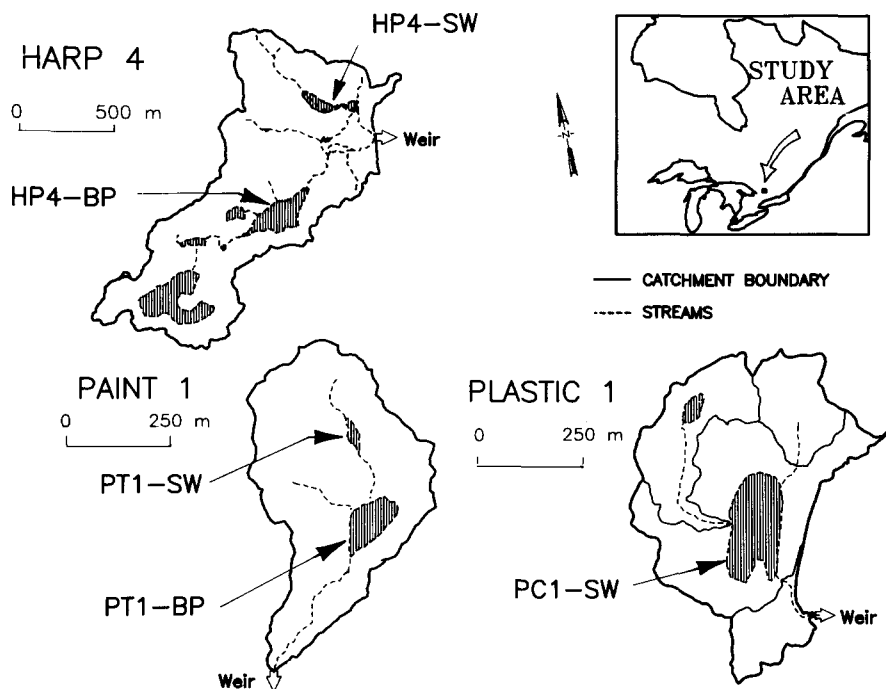 HP4-SW
HARP 4
0 500 m
Weir
HP4-BP
N
STUDY
AREA
CATCHMENT BOUNDARY
STREAMS
PAINT 1
0 250 m
PT1-SW
PT1-BP
Weir
PLASTIC 1
0 250 m
PC1-SW
Weir